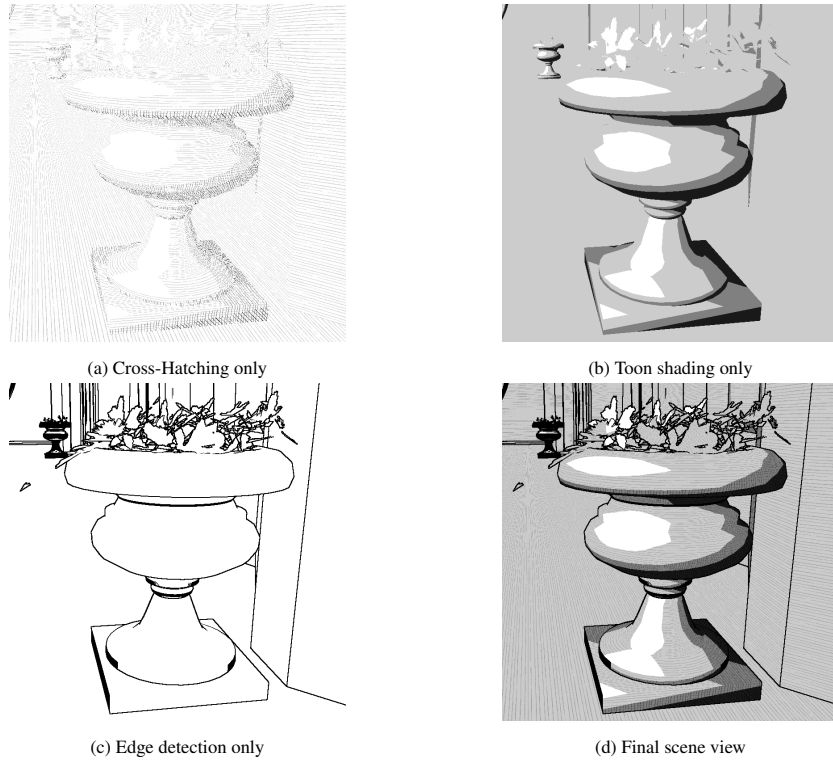 (a) Cross-Hatching only
(b) Toon shading only
(c) Edge detection only
(d) Final scene view